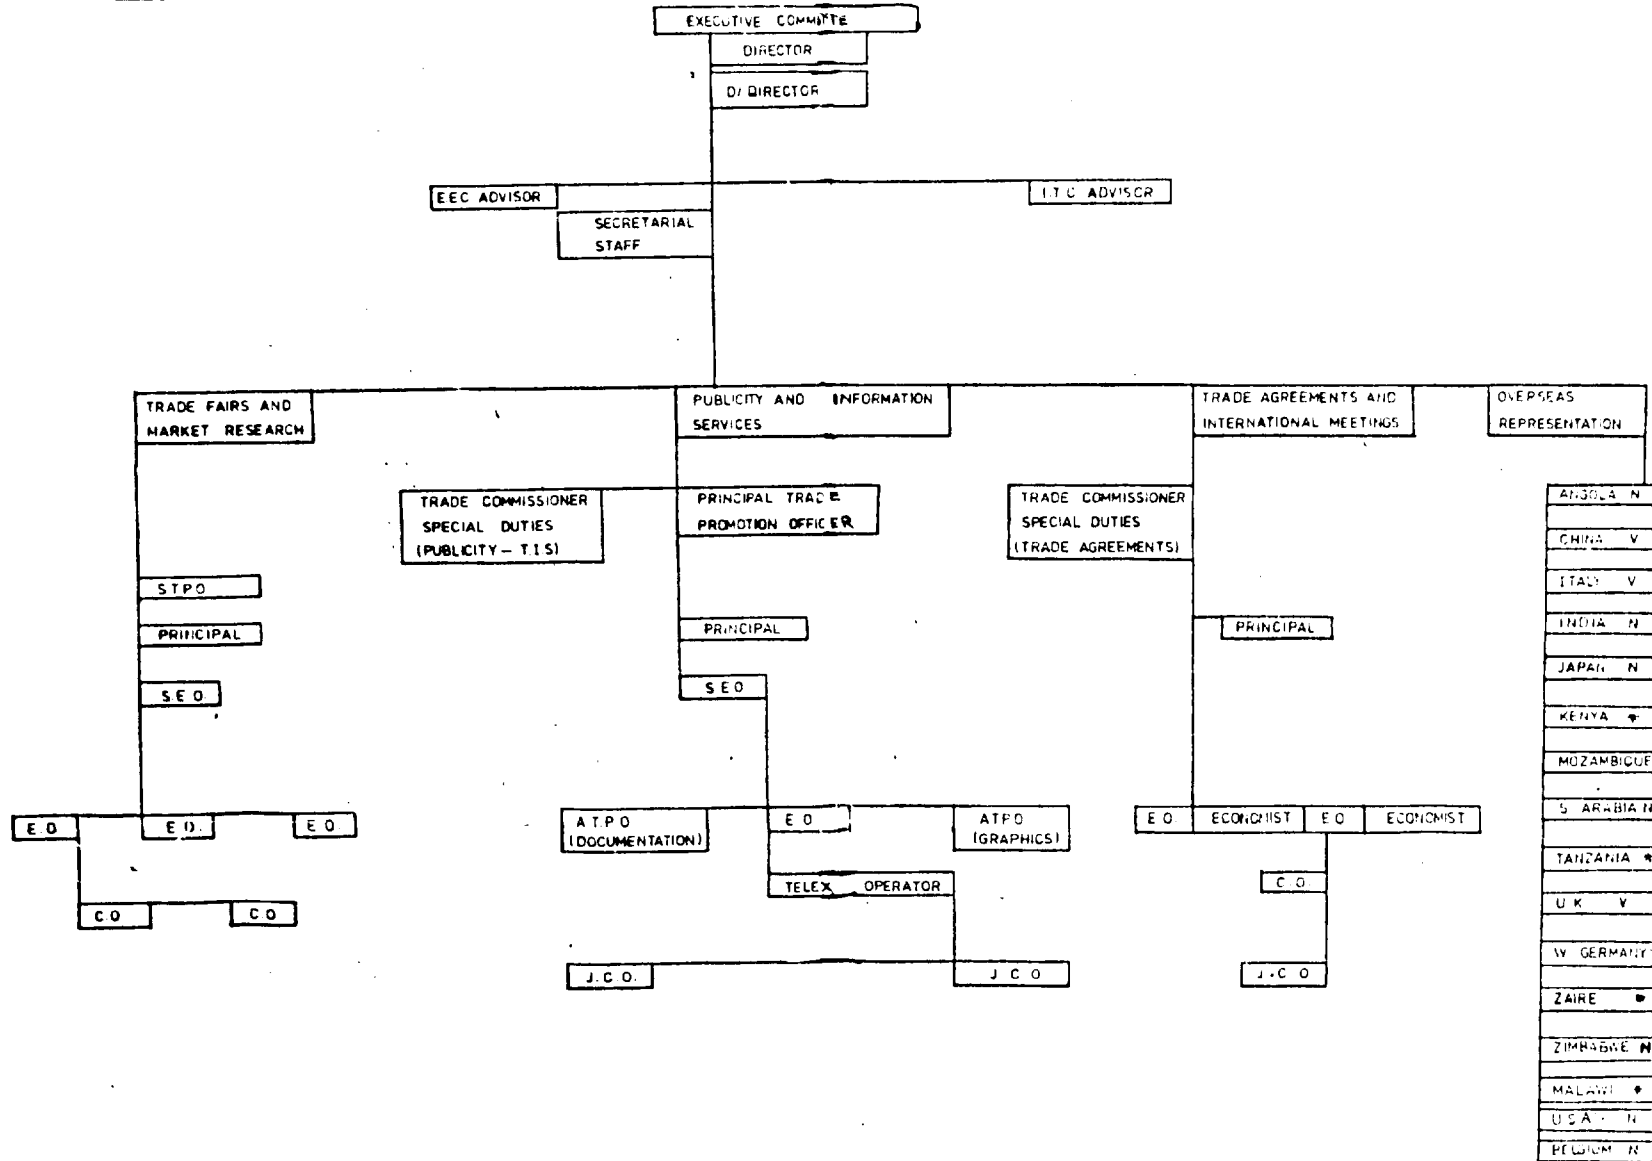 EXECUTIVE COMMITTE
DIRECTOR
D/ DIRECTOR
EEC ADVISOR
I.T.C ADVISOR
SECRETARIAL
STAFF
TRADE FAIRS AND
MARKET RESEARCH
PUBLICITY AND INFORMATION
SERVICES
TRADE AGREEMENTS AND
INTERNATIONAL MEETINGS
OVERSEAS
REPRESENTATION
TRADE COMMISSIONER
SPECIAL DUTIES
(PUBLICITY – T.I.S)
PRINCIPAL TRADE
PROMOTION OFFICER
TRADE COMMISSIONER
SPECIAL DUTIES
(TRADE AGREEMENTS)
STPO
PRINCIPAL
S.E.O.
PRINCIPAL
SEO
PRINCIPAL
E.O.
E.O.
E.O.
C.O
C.O
A.T.P.O
(DOCUMENTATION)
E O
ATPO
(GRAPHICS)
TELEX OPERATOR
J.C.O.
J.C.O
E.O.
ECONOMIST
E O
ECONOMIST
C.O.
J.C.O
ANGOLA N
CHINA V
ITALY V
INDIA N
JAPAN N
KENYA *
MOZAMBIQUE
S. ARABIA N
TANZANIA *
U K V
W GERMANY
ZAIRE
ZIMBABWE N
MALAWI *
U.S.A N
BELGIUM N